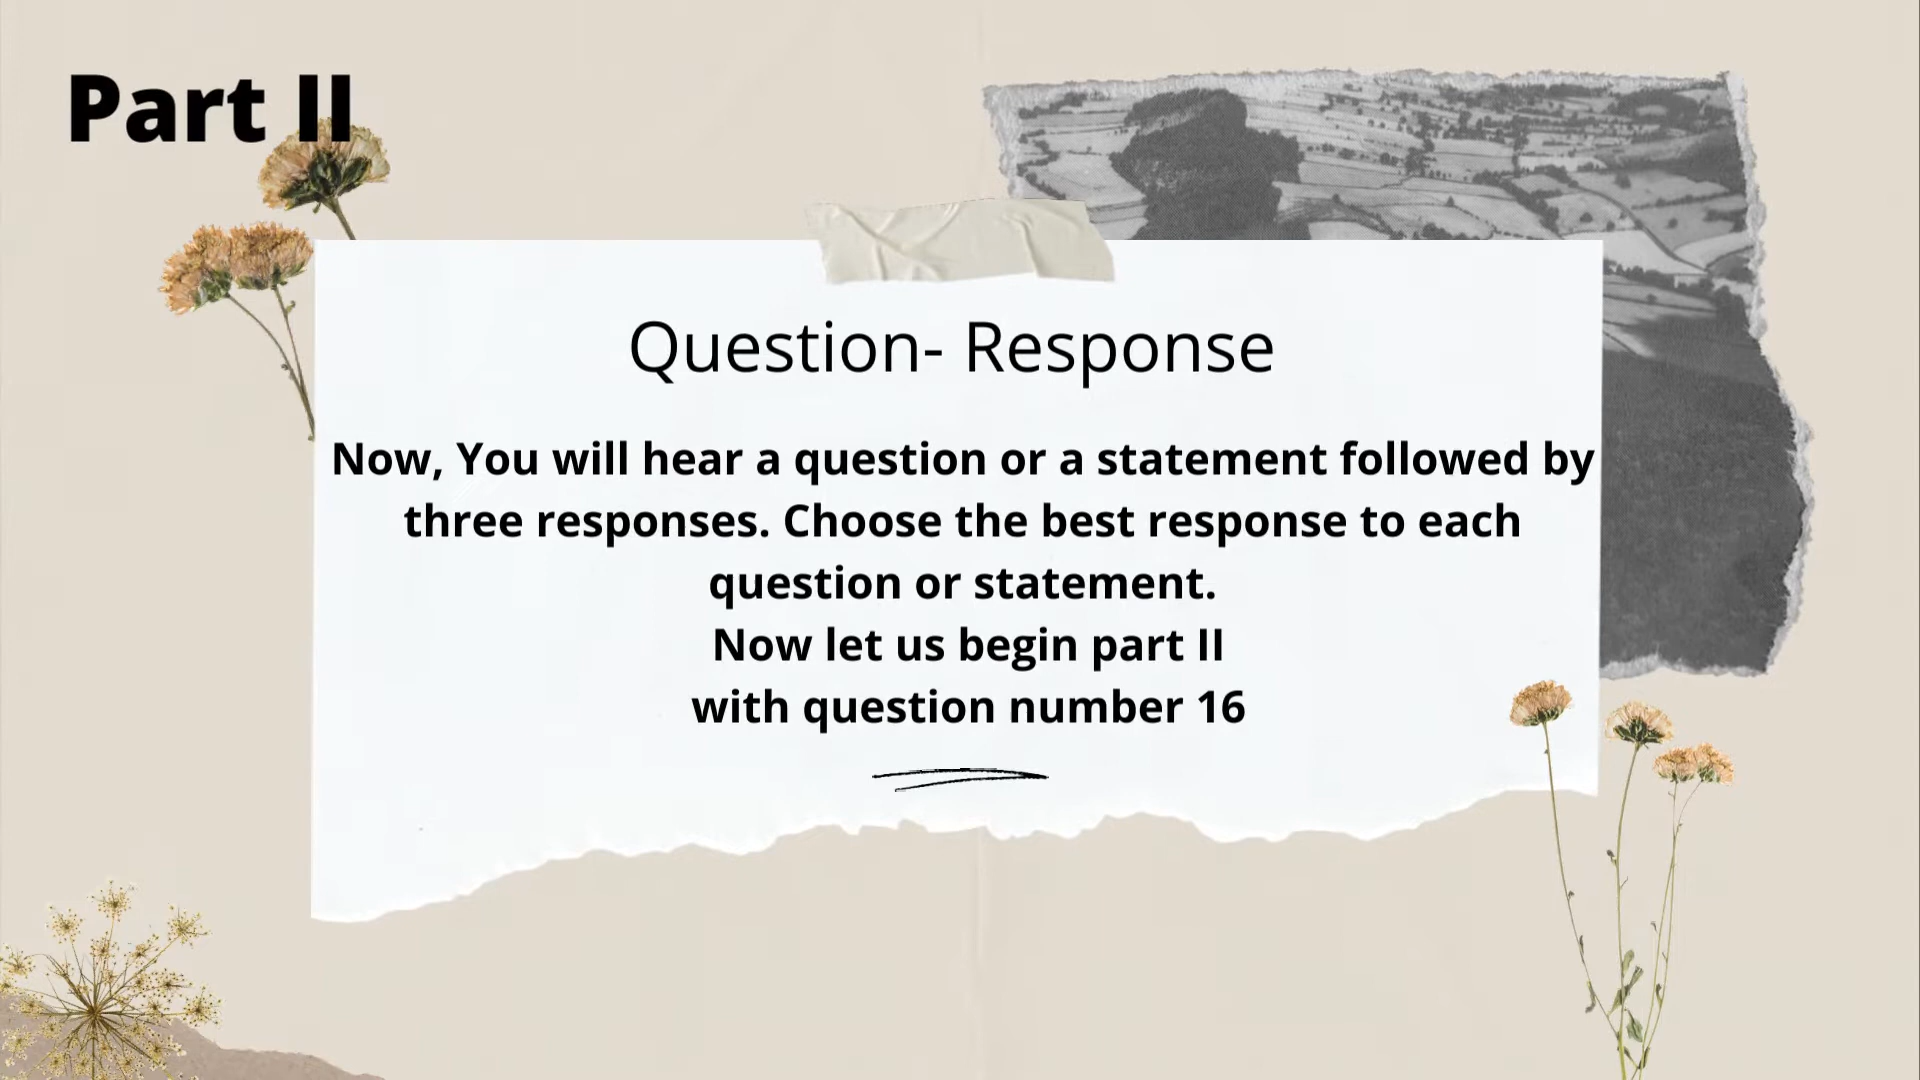 Part II
Question- Response
Now, You will hear a question or a statement followed by
three responses. Choose the best response to each
question or statement.
Now let us begin part II
with question number 16